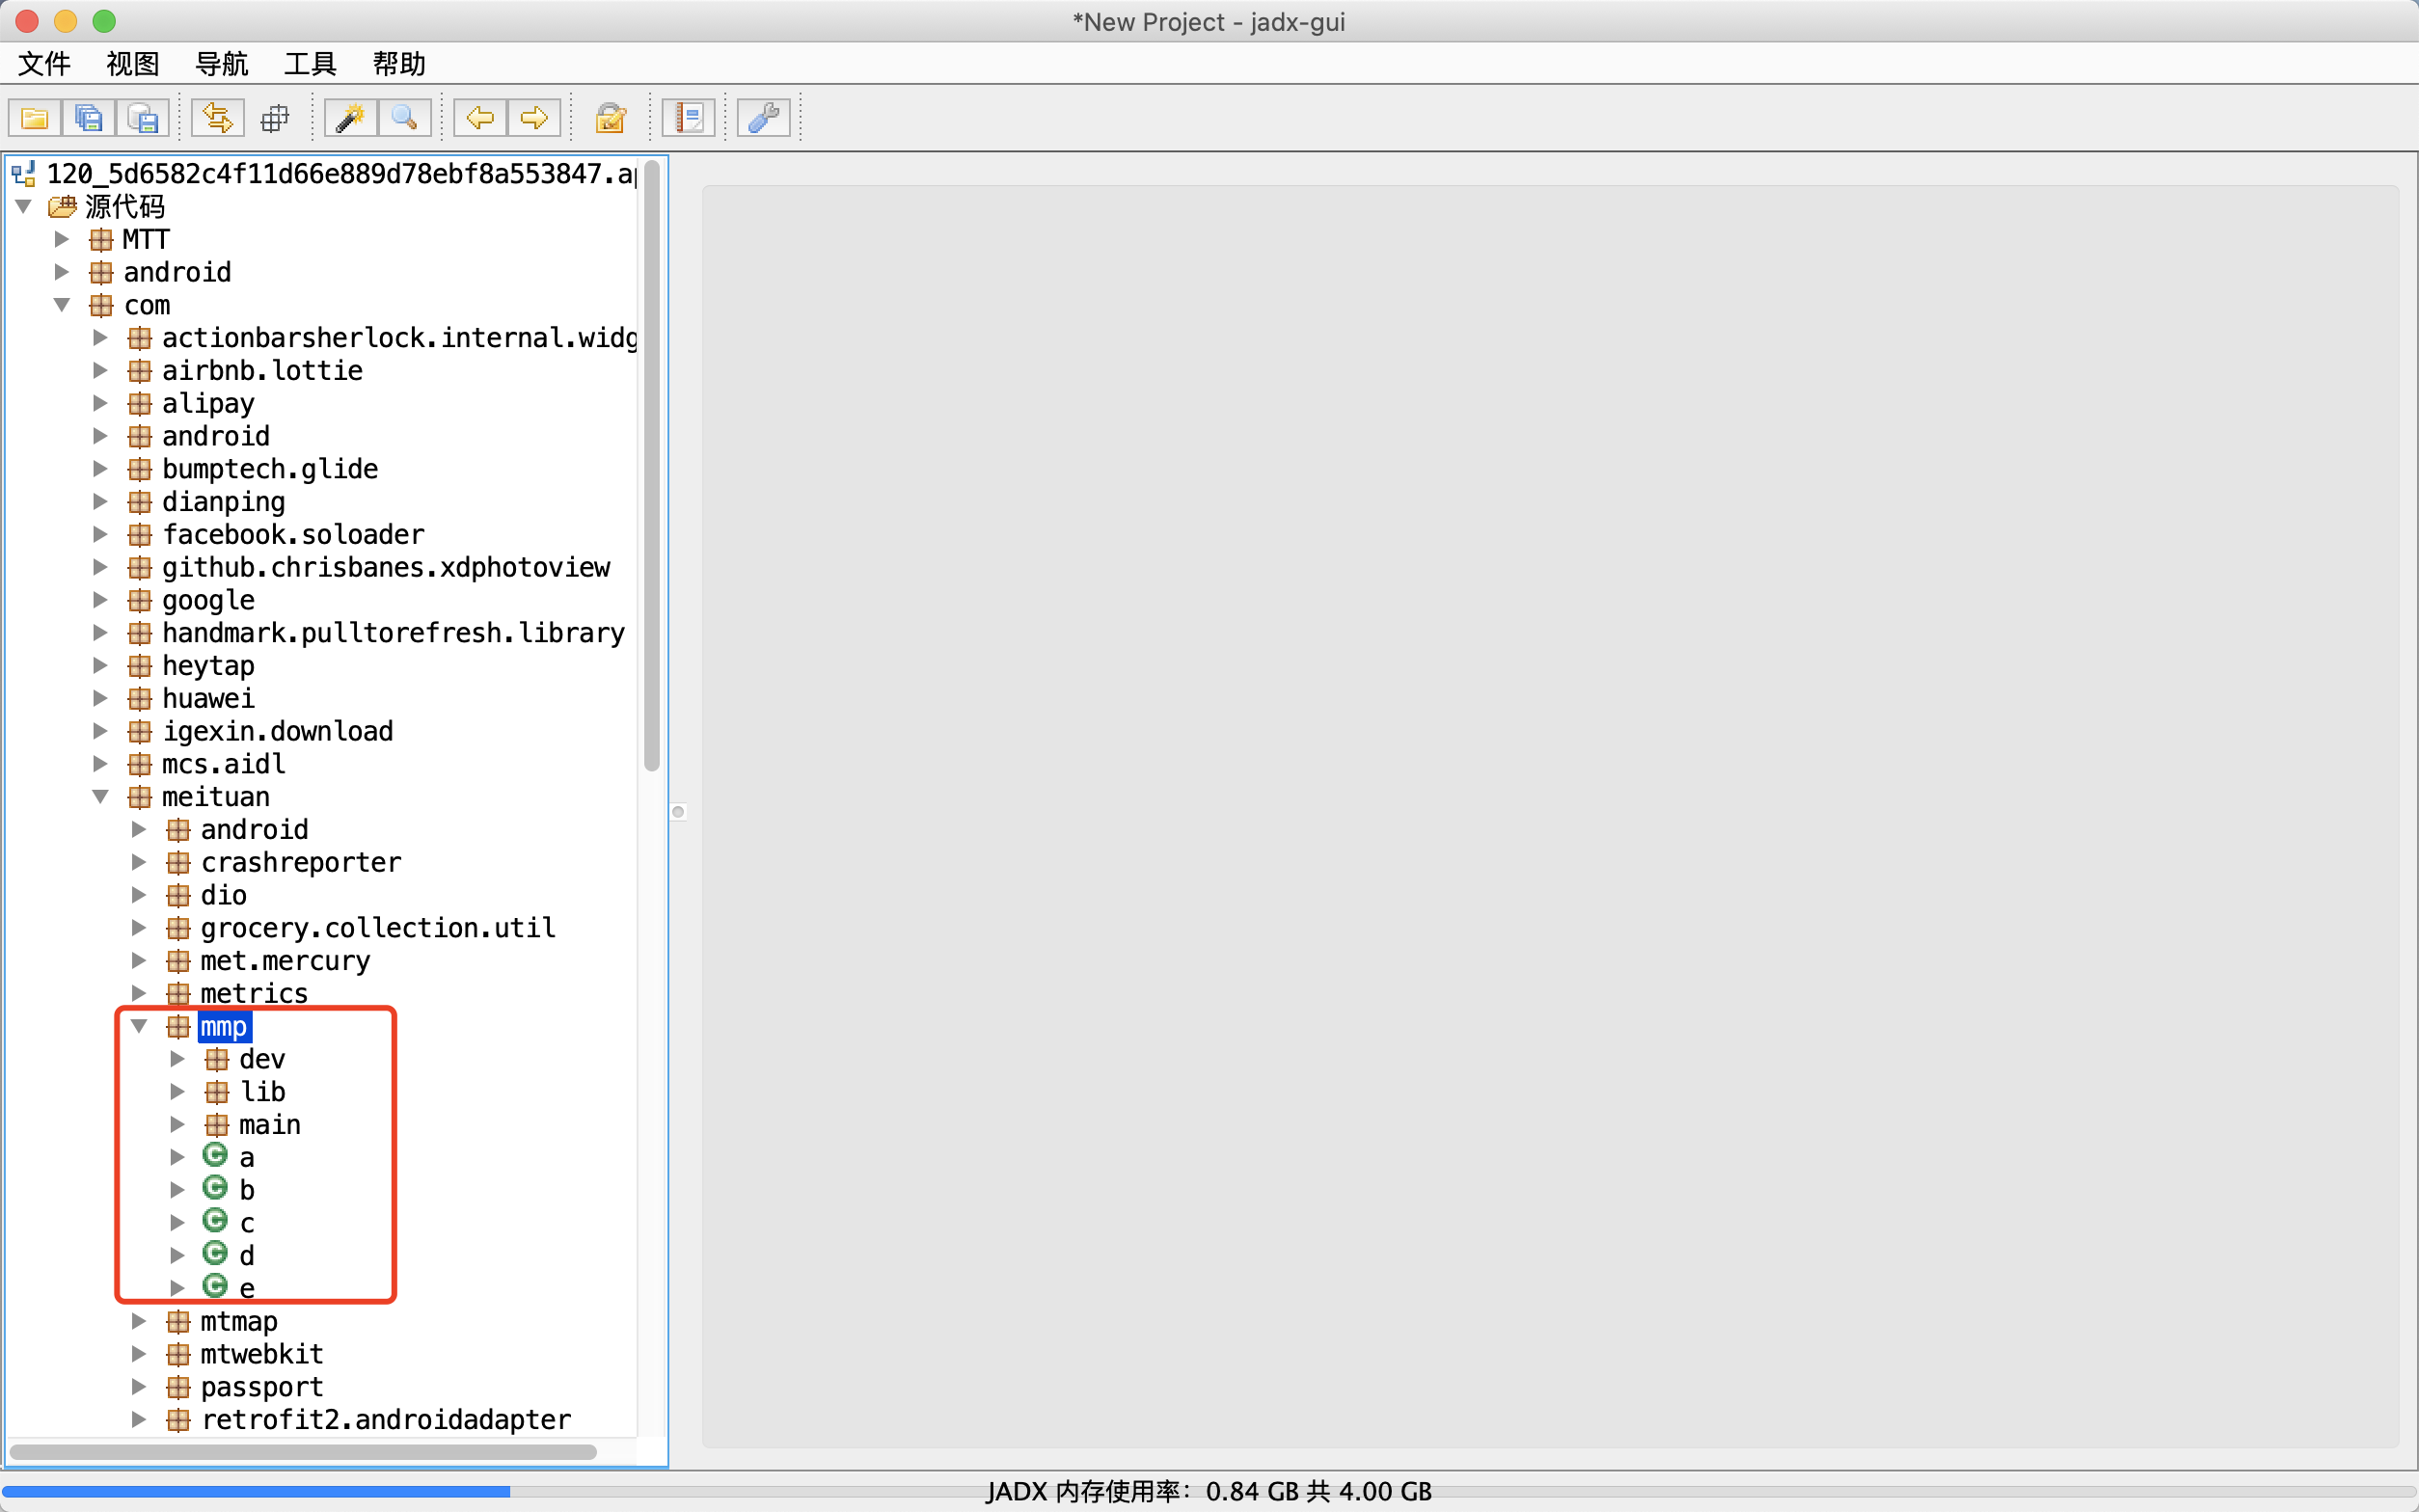 *New Project - jadx-gui
文件 视图 导航 工具 帮助
120_5d6582c4f11d66e889d78ebf8a553847.ap
源代码
MTT
android
com
actionbarsherlock.internal.widg
airbnb.lottie
alipay
android
bumptech.glide
dianping
facebook.soloader
github.chrisbanes.xdphotoview
google
handmark.pulltorefresh.library
heytap
huawei
igexin.download
mcs.aidl
meituan
android
crashreporter
dio
grocery.collection.util
met.mercury
metrics
mmp
dev
lib
main
a
b
c
d
e
mtmap
mtwebkit
passport
retrofit2.androidadapter
JADX 内存使用率：0.84 GB 共 4.00 GB